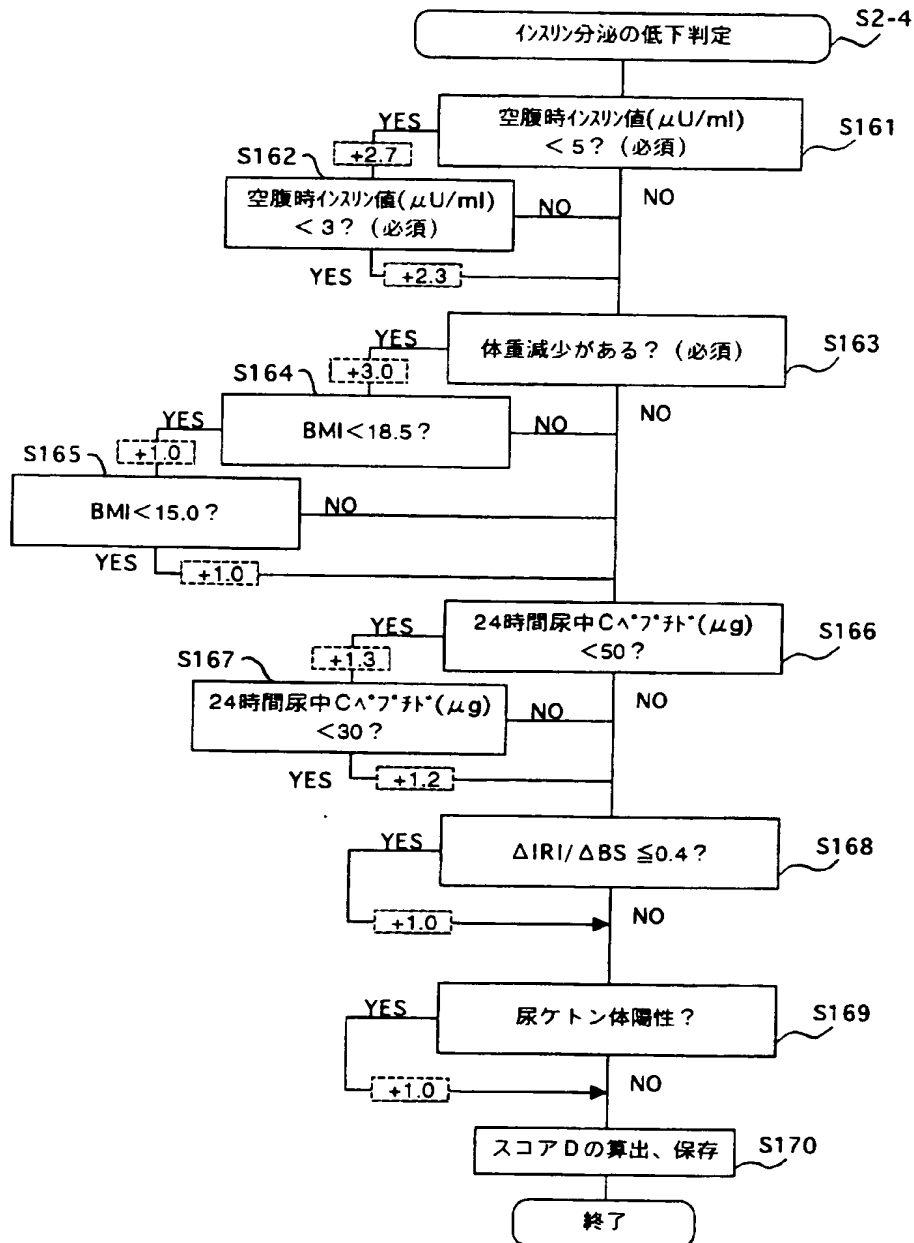 インスリン分泌の低下判定
S2-4
空腹時インスリン値(μU/ml)
<5?(必須)
S161
YES
+2.7
NO
S162
空腹時インスリン値(μU/ml)
<3?(必須)
NO
YES
+2.3
体重減少がある?(必須)
S163
YES
+3.0
NO
S164
BMI<18.5?
NO
YES
+1.0
S165
BMI<15.0?
NO
YES
+1.0
24時間尿中Cペプチド(μg)
<50?
S166
YES
+1.3
NO
S167
24時間尿中Cペプチド(μg)
<30?
NO
YES
+1.2
ΔIRI/ΔBS ≦0.4?
S168
YES
+1.0
NO
尿ケトン体陽性?
S169
YES
+1.0
NO
スコアDの算出、保存
S170
終了